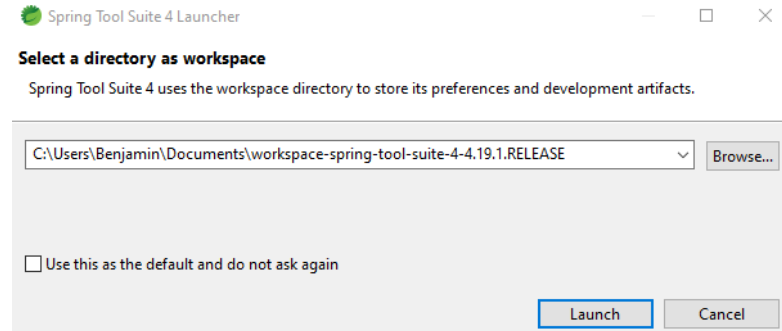 Spring Tool Suite 4 Launcher
Select a directory as workspace
Spring Tool Suite 4 uses the workspace directory to store its preferences and development artifacts.
C:\Users\Benjamin\Documents\workspace-spring-tool-suite-4-4.19.1.RELEASE
Browse...
Use this as the default and do not ask again
Launch
Cancel